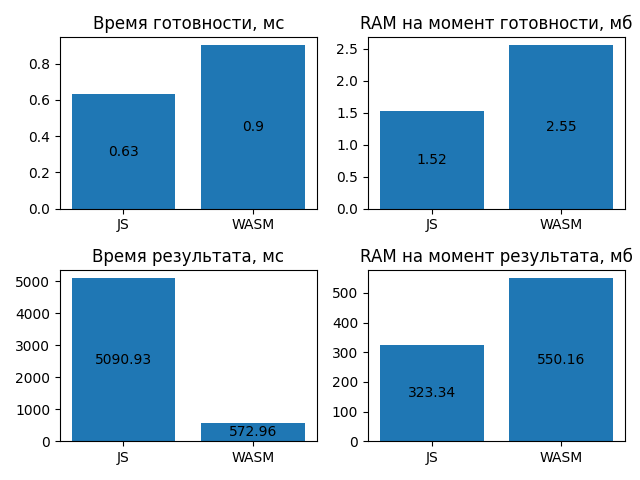 Время готовности, мс
0.8
0.6
0.4
0.2
0.0
0.63
0.9
JS
WASM
RAM на момент готовности, мб
2.5
2.0
1.5
1.0
0.5
0.0
1.52
2.55
JS
WASM
Время результата, мс
5000
4000
3000
2000
1000
0
5090.93
572.96
JS
WASM
RAM на момент результата, мб
500
400
300
200
100
0
323.34
550.16
JS
WASM